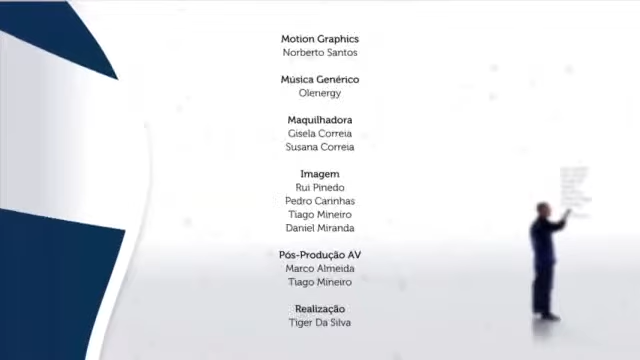 Motion Graphics
Norberto Santos
Música Genérico
Olenergy
Maquilhadora
Gisela Correia
Susana Correia
Imagem
Rui Pinedo
Pedro Carinhas
Tiago Mineiro
Daniel Miranda
Pós-Produção AV
Marco Almeida
Tiago Mineiro
Realização
Tiger Da Silva